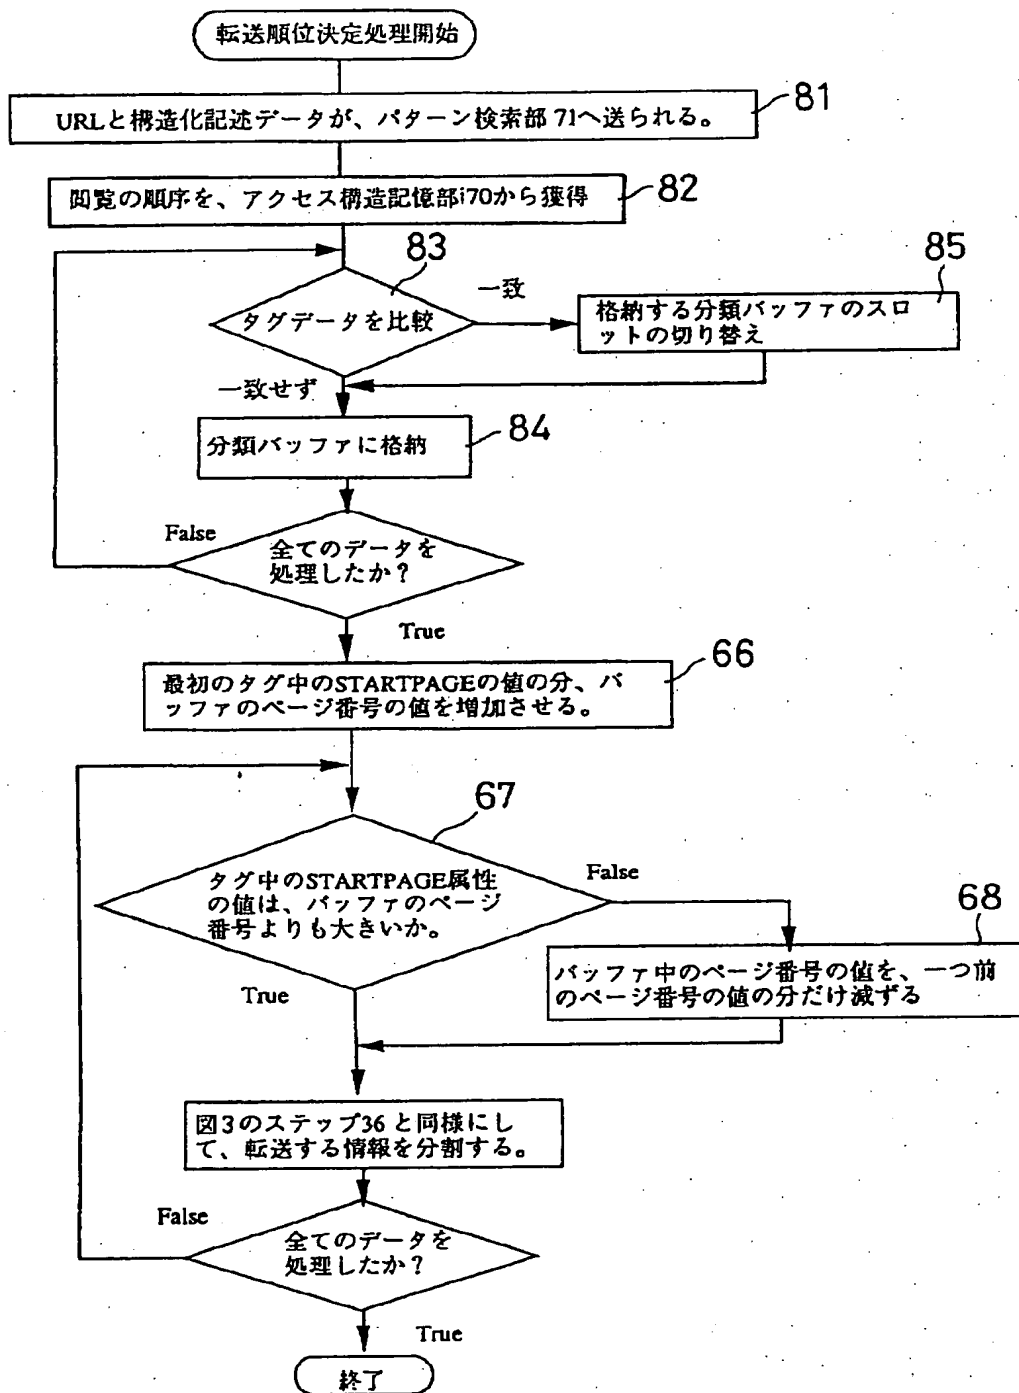 転送順位決定処理開始
81
URLと構造化記述データが、パターン検索部71へ送られる。
82
閲覧の順序を、アクセス構造記憶部i70から獲得
83
タグデータを比較
一致
85
格納する分類バッファのスロ
ットの切り替え
一致せず
84
分類バッファに格納
False
全てのデータを
処理したか？
True
66
最初のタグ中のSTARTPAGEの値の分、バ
ッファのページ番号の値を増加させる。
67
タグ中のSTARTPAGE属性
の値は、バッファのページ
番号よりも大きいか。
False
68
バッファ中のページ番号の値を、一つ前
のページ番号の値の分だけ減ずる
True
図3のステップ36と同様にし
て、転送する情報を分割する。
False
全てのデータを
処理したか？
True
終了